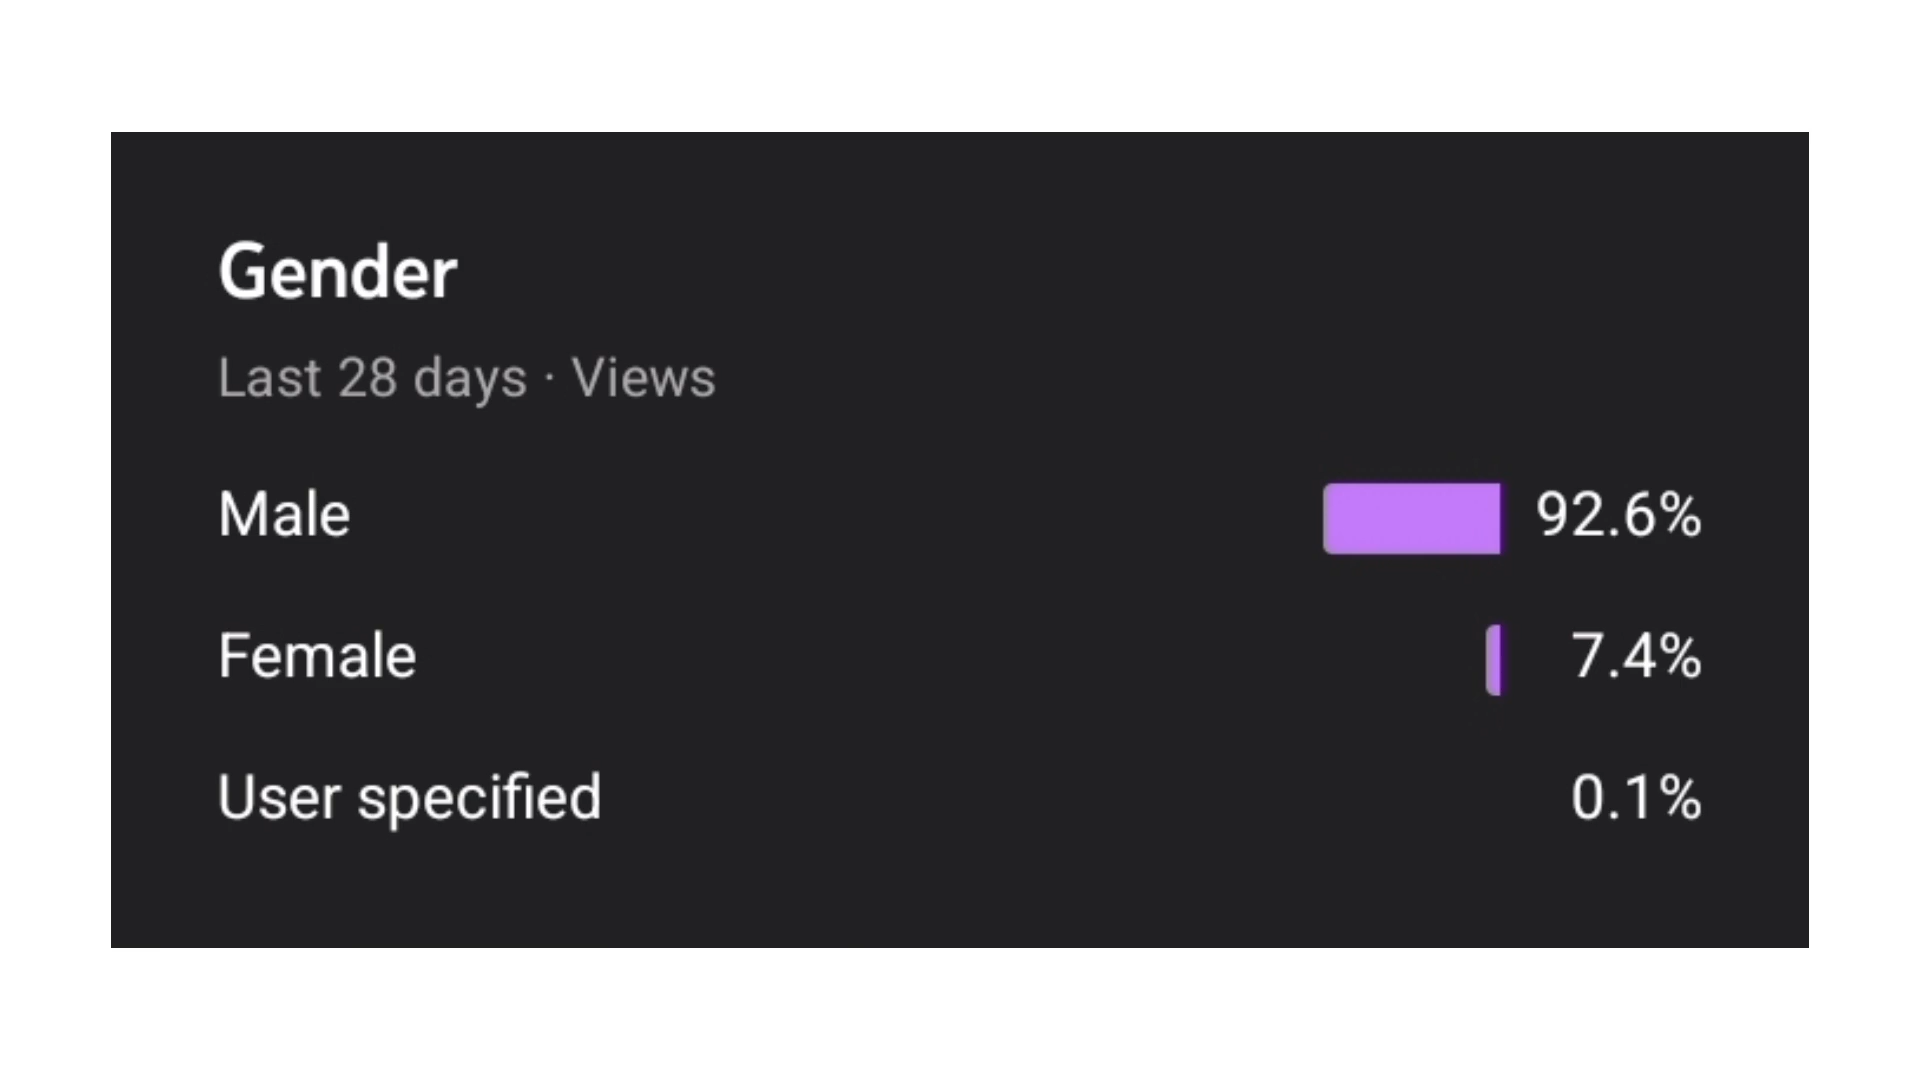 Gender
Last 28 days · Views
Male 92.6%
Female 7.4%
User specified 0.1%